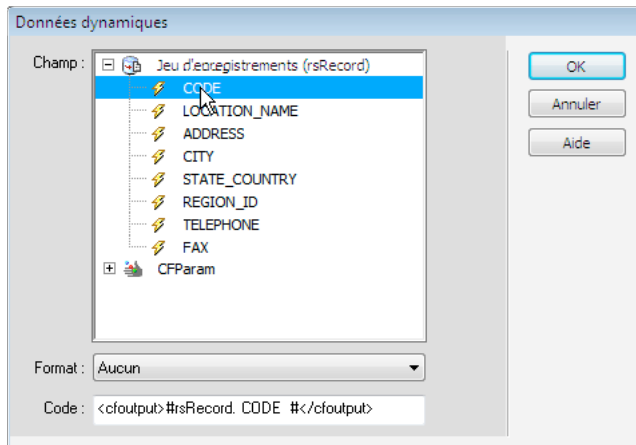 Données dynamiques
Champ :
Jeu d'enregistrements (rsRecord)
CODE
LOCATION_NAME
ADDRESS
CITY
STATE_COUNTRY
REGION_ID
TELEPHONE
FAX
CFParam
OK
Annuler
Aide
Format : Aucun
Code : <cfoutput>#rsRecord. CODE #</cfoutput>